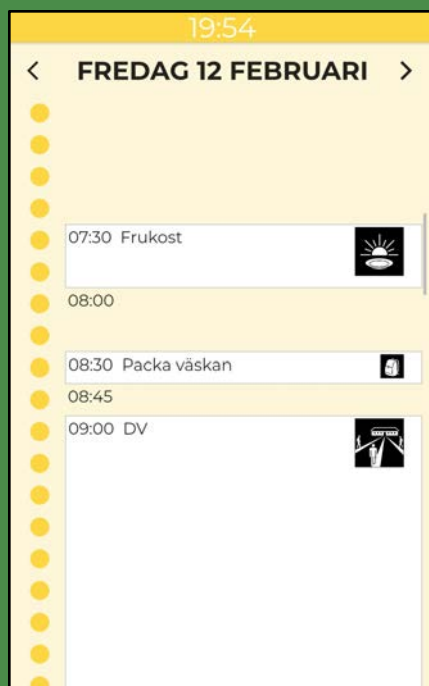 19:54
< FREDAG 12 FEBRUARI >
07:30 Frukost
08:00
08:30 Packa väskan
08:45
09:00 DV